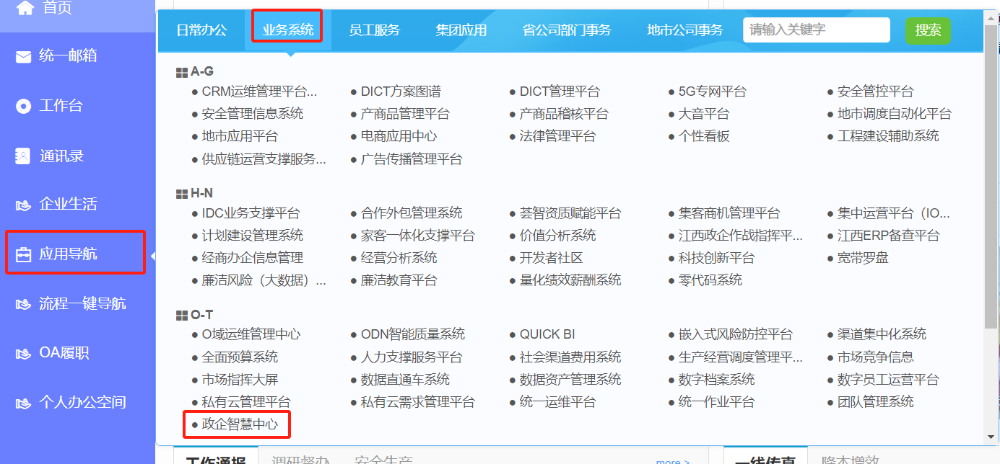 首页
统一邮箱
工作台
通讯录
企业生活
应用导航
流程一键导航
OA履职
个人办公空间
日常办公 业务系统 员工服务 集团应用 省公司部门事务 地市公司事务 请输入关键字 搜索
A-G
CRM运维管理平台... DICT方案图谱 DICT管理平台 5G专网平台 安全管控平台
安全管理信息系统 产商品管理平台 产商品稽核平台 大音平台 地市调度自动化平台
地市应用平台 电商应用中心 法律管理平台 个性看板 工程建设辅助系统
供应链运营支撑服务... 广告传播管理平台
H-N
IDC业务支撑平台 合作外包管理系统 荟智资质赋能平台 集客商机管理平台 集中运营平台（IO...
计划建设管理系统 家客一体化支撑平台 价值分析系统 江西政企作战指挥平... 江西ERP备查平台
经商办企信息管理 经营分析系统 开发者社区 科技创新平台 宽带罗盘
廉洁风险（大数据）... 廉洁教育平台 量化绩效薪酬系统 零代码系统
O-T
O域运维管理中心 ODN智能质量系统 QUICK BI 嵌入式风险防控平台 渠道集中化系统
全面预算系统 人力支撑服务平台 社会渠道费用系统 生产经营调度管理平... 市场竞争信息
市场指挥大屏 数据直通车系统 数据资产管理系统 数字档案系统 数字员工运营平台
私有云管理平台 私有云需求管理平台 统一运维平台 统一作业平台 团队管理系统
政企智慧中心
工作通报 调研督办 安全生产 more > 一线传真 降本增效